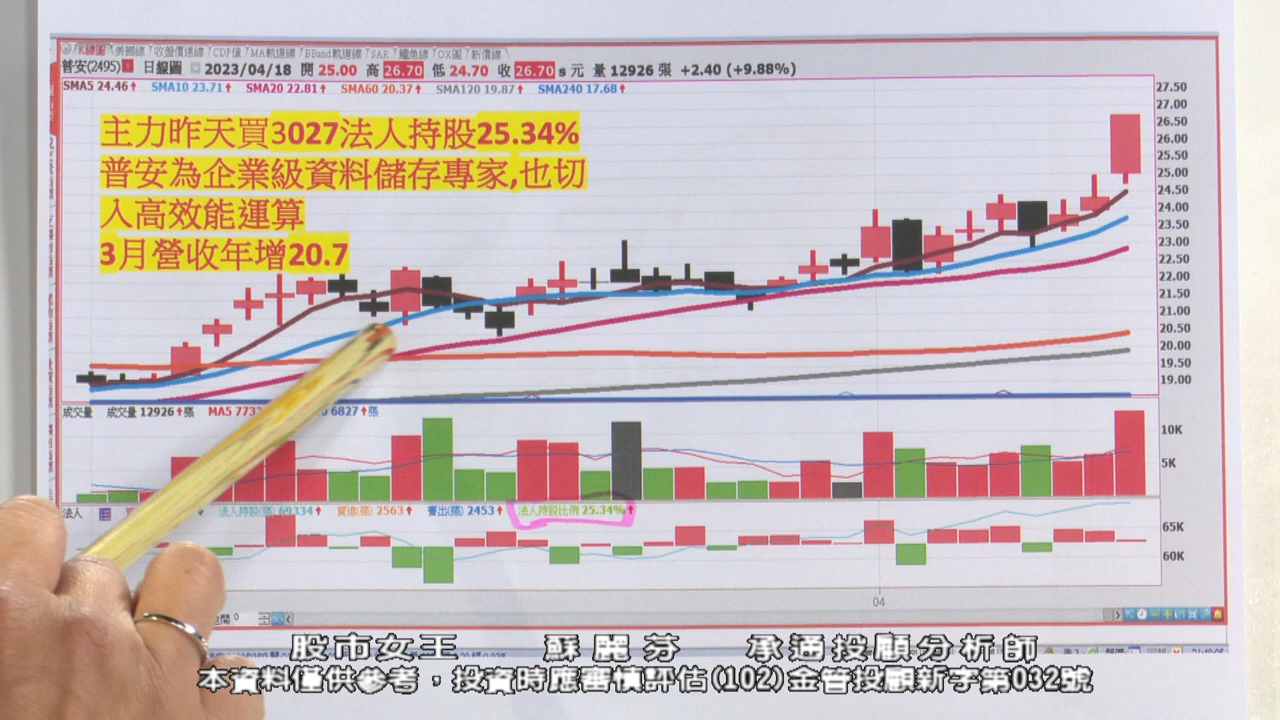 K線圖 美國線 收盤價連線 CDP值 MA軌道線 BBand軌道線 SAR 鱷魚線 OX圖 新價線
普安(2495) 日線圖 2023/04/18 開 25.00 高 26.70 低 24.70 收 26.70 s 元 量 12926 張 +2.40 (+9.88%)
SMA5 24.46↑ SMA10 23.71↑ SMA20 22.81↑ SMA60 20.37↑ SMA120 19.87↑ SMA240 17.68↑
主力昨天買3027法人持股25.34%
普安為企業級資料儲存專家,也切
入高效能運算
3月營收年增20.7
27.50
27.00
26.50
26.00
25.50
25.00
24.50
24.00
23.50
23.00
22.50
22.00
21.50
21.00
20.50
20.00
19.50
19.00
成交量 成交量 12926↑張 MA5 773 6827↑張
10K
5K
法人 法人持股(張) 69334↑ 買進(張) 2563↑ 賣出(張) 2453↑ 法人持股比例 25.34%↑
65K
60K
04
股市女王 蘇麗芬 承通投顧分析師
本資料僅供參考，投資時應審慎評估(102)金管投顧新字第032號